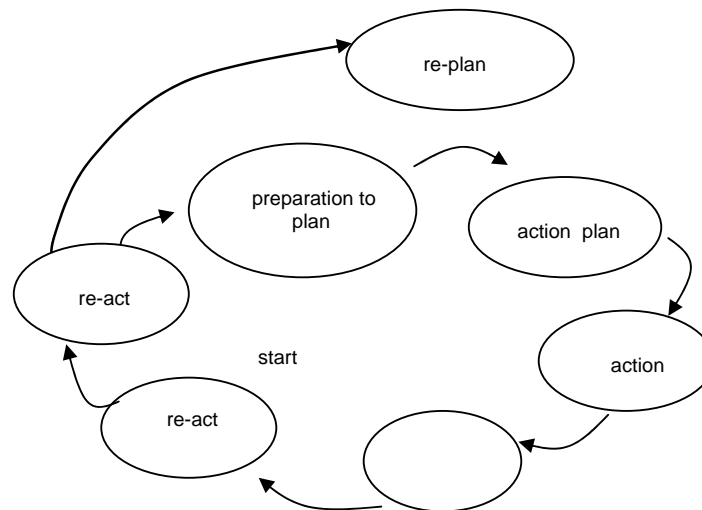 re-plan
preparation to
plan
action plan
re-act
start
action
re-act